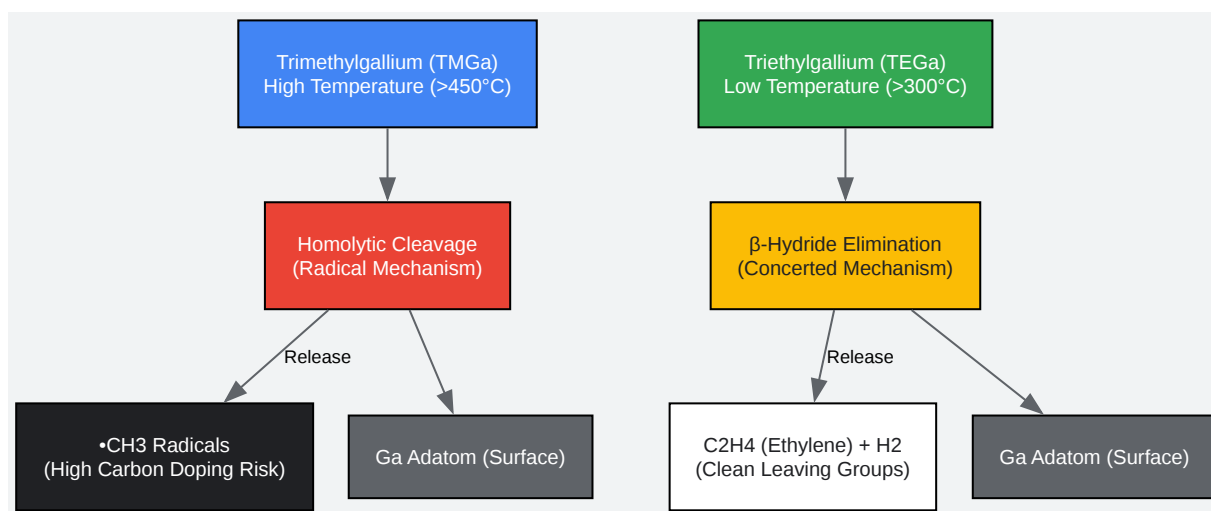 Trimethylgallium (TMGa)
High Temperature (>450°C)
Triethylgallium (TEGa)
Low Temperature (>300°C)
Homolytic Cleavage
(Radical Mechanism)
β-Hydride Elimination
(Concerted Mechanism)
Release
Release
•CH3 Radicals
(High Carbon Doping Risk)
Ga Adatom (Surface)
C2H4 (Ethylene) + H2
(Clean Leaving Groups)
Ga Adatom (Surface)